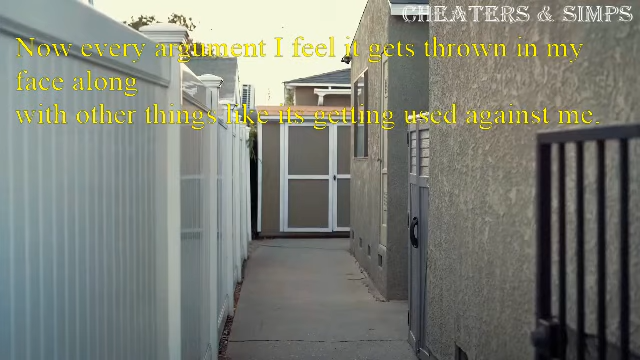 CHEATERS & SIMPS
Now every argument I feel it gets thrown in my
face along
with other things like its getting used against me.